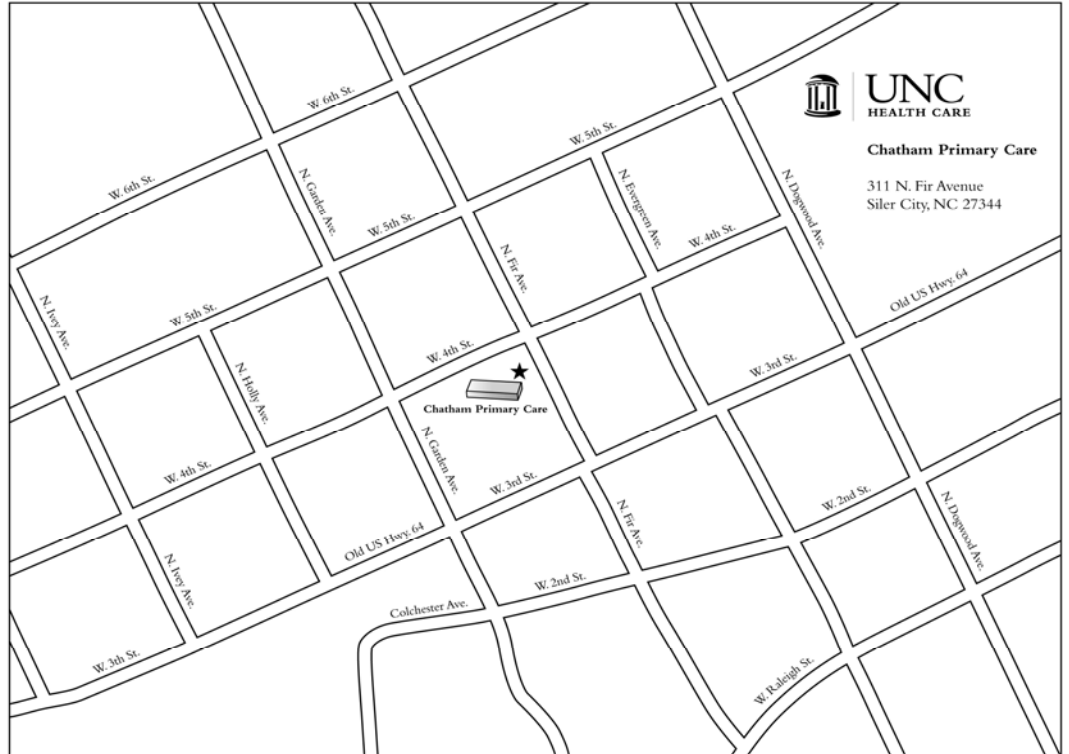 UNC
HEALTH CARE
Chatham Primary Care
311 N. Fir Avenue
Siler City, NC 27344
W. 6th St.
W. 5th St.
W. 6th St.
N. Garden Ave.
N. Dogwood Ave.
N. Evergreen Ave.
W. 5th St.
W. 4th St.
N. Fir Ave.
Old US Hwy. 64
N. Ivey Ave.
W. 5th St.
W. 4th St.
W. 3rd St.
N. Holly Ave.
Chatham Primary Care
N. Garden Ave.
W. 4th St.
W. 3rd St.
W. 2nd St.
N. Fir Ave.
N. Dogwood Ave.
Old US Hwy. 64
N. Ivey Ave.
W. 2nd St.
Colchester Ave.
W. 3th St.
W. Raleigh St.